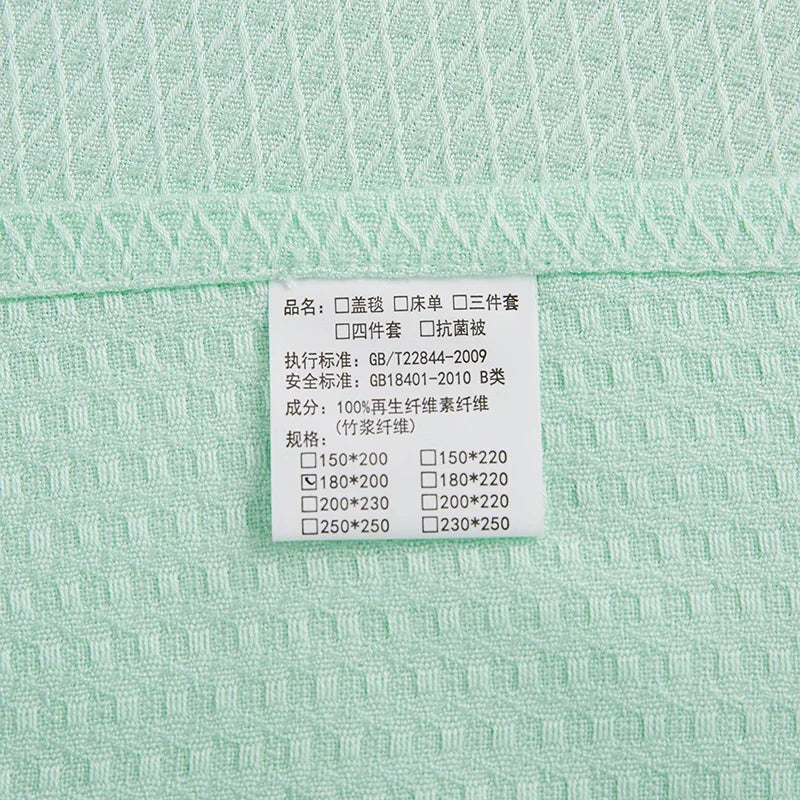 品名：□盖毯 □床单 □三件套
□四件套 □抗菌被
执行标准：GB/T22844-2009
安全标准：GB18401-2010 B类
成分：100%再生纤维素纤维
(竹浆纤维)
规格：
□150*200 □150*220
☑180*200 □180*220
□200*230 □200*220
□250*250 □230*250